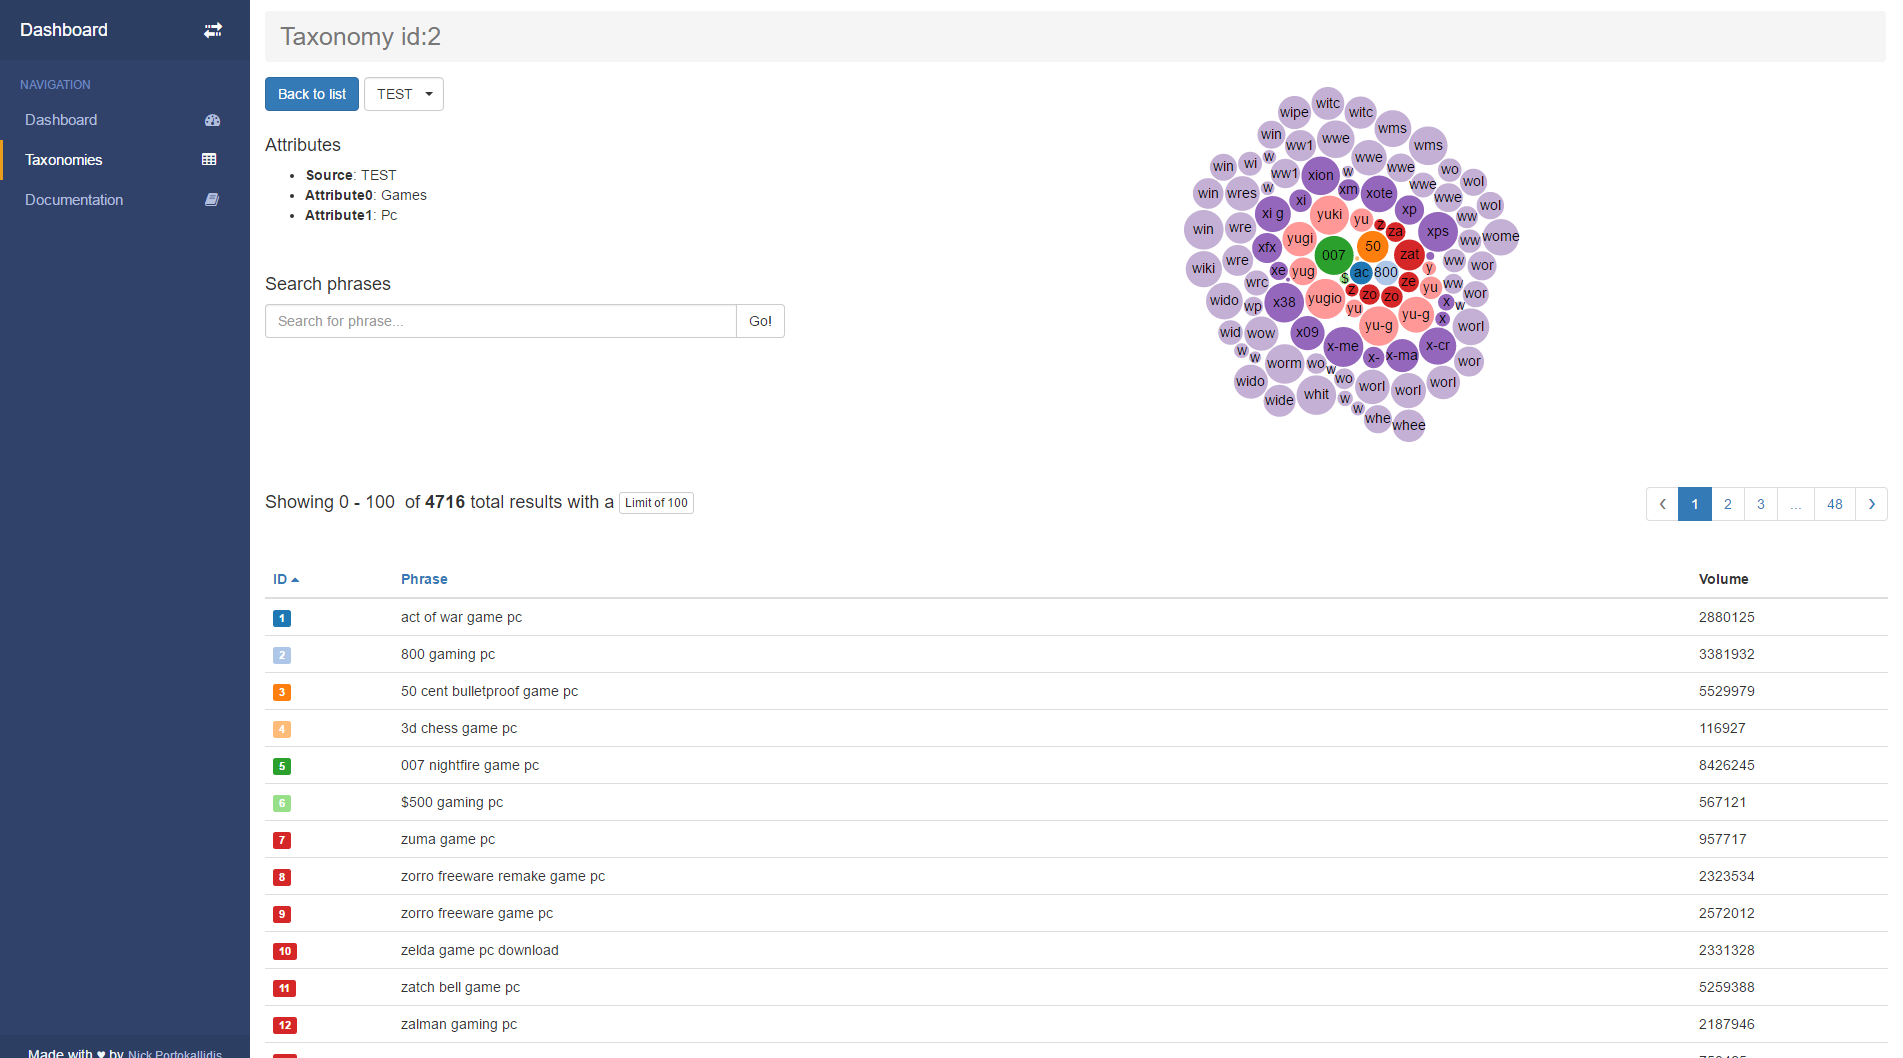 Dashboard
NAVIGATION
Dashboard
Taxonomies
Documentation
Made with ♥ by Nick Portokallidis
Taxonomy id:2
Back to list
TEST
Attributes
Source: TEST
Attribute0: Games
Attribute1: Pc
Search phrases
Search for phrase...
Go!
witc
wipe
witc
wms
win
ww1
wwe
wms
win
wi
w
wwe
wwe
wo
ww1
xion
w
wol
win
wres
w
xm
xote
wwe
wwe
wol
xi
xi g
yuki
yu
xp
ww
win
wre
z
za
xps
wome
xfx
yugi
007
50
zat
ww
wiki
wre
xe
yug
$
ac
800
y
ww
wor
wrc
z
zo
zo
ze
yu
ww
wor
wido
wp
x38
yugio
yu
yu-g
x
w
wid
wow
x09
yu-g
x
worl
w
w
x-me
x-
x-ma
x-cr
worm
wo
w
wor
wido
wo
worl
worl
worl
wide
whit
w
w
whe
whee
Showing 0 - 100 of 4716 total results with a Limit of 100
‹ 1 2 3 ... 48 ›
ID Phrase Volume
1 act of war game pc 2880125
2 800 gaming pc 3381932
3 50 cent bulletproof game pc 5529979
4 3d chess game pc 116927
5 007 nightfire game pc 8426245
6 $500 gaming pc 567121
7 zuma game pc 957717
8 zorro freeware remake game pc 2323534
9 zorro freeware game pc 2572012
10 zelda game pc download 2331328
11 zatch bell game pc 5259388
12 zalman gaming pc 2187946